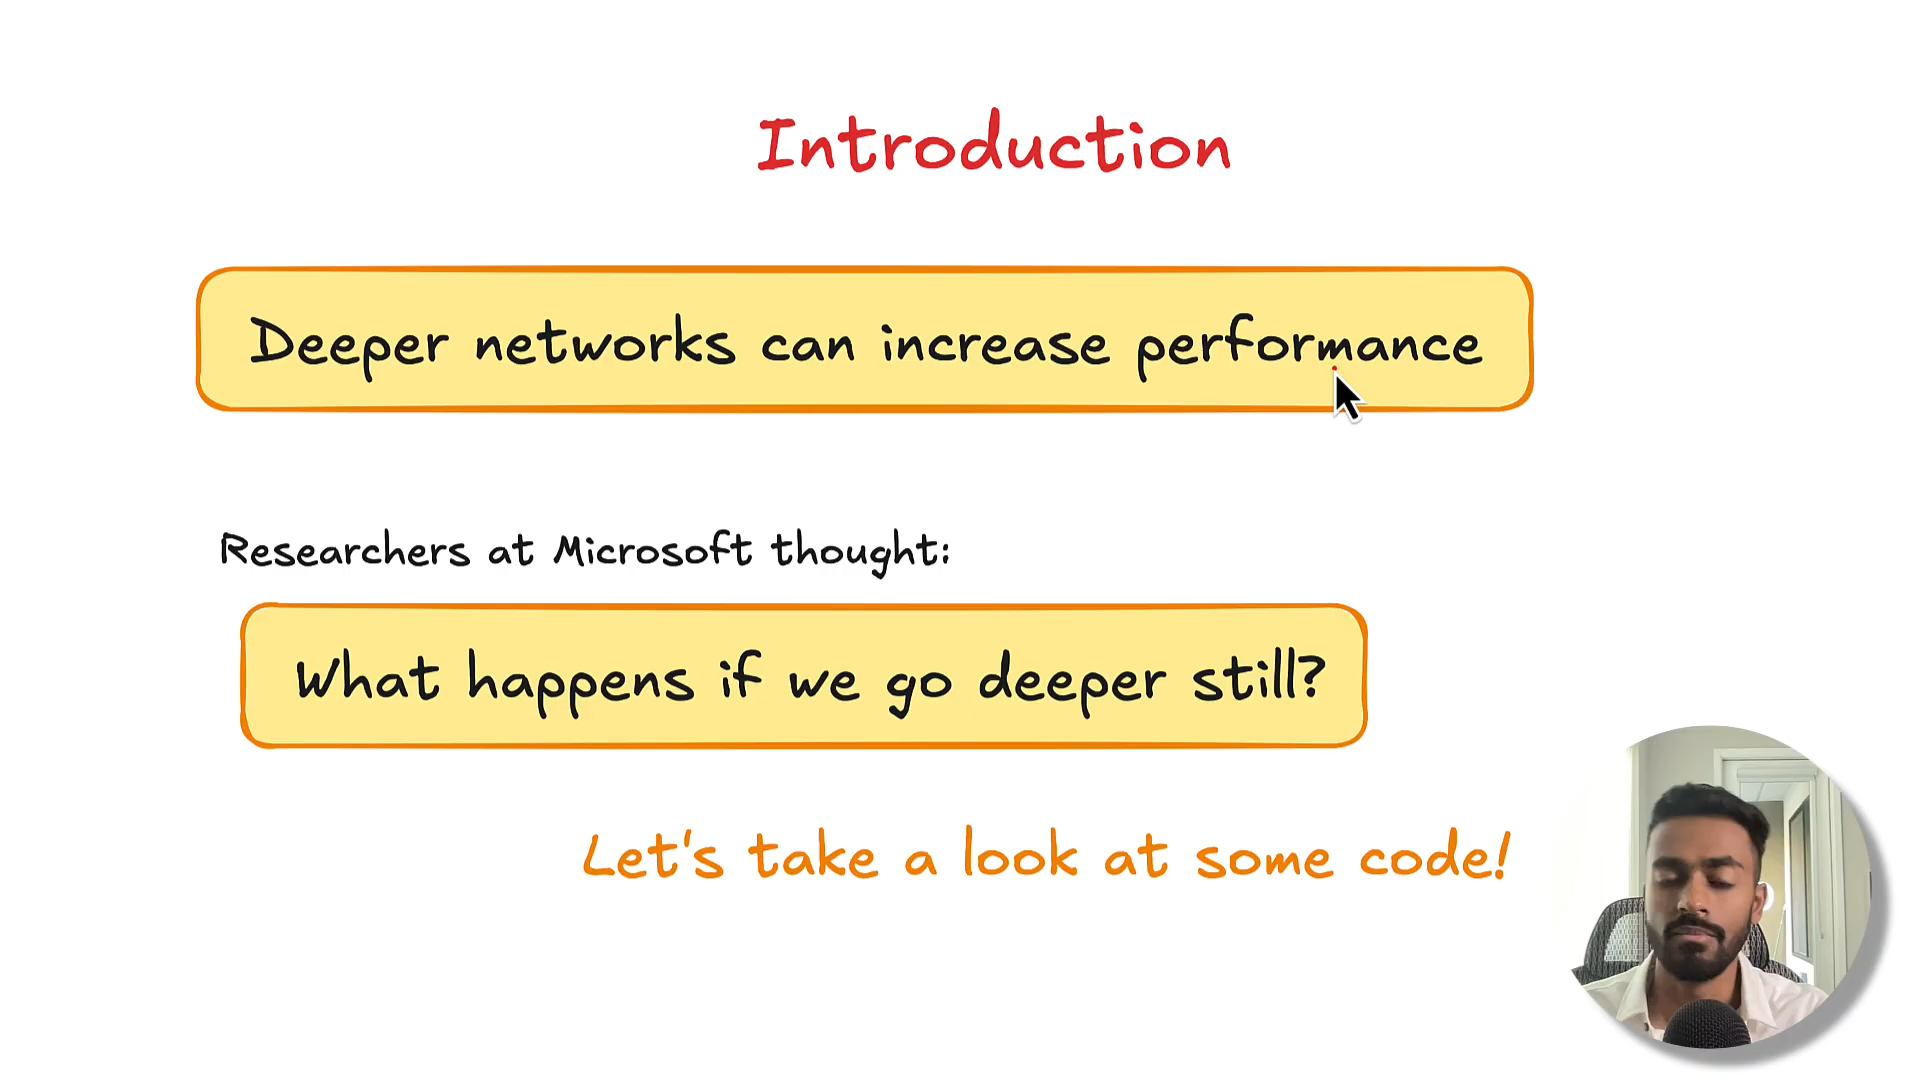 Introduction
Deeper networks can increase performance
Researchers at Microsoft thought:
What happens if we go deeper still?
Let's take a look at some code!